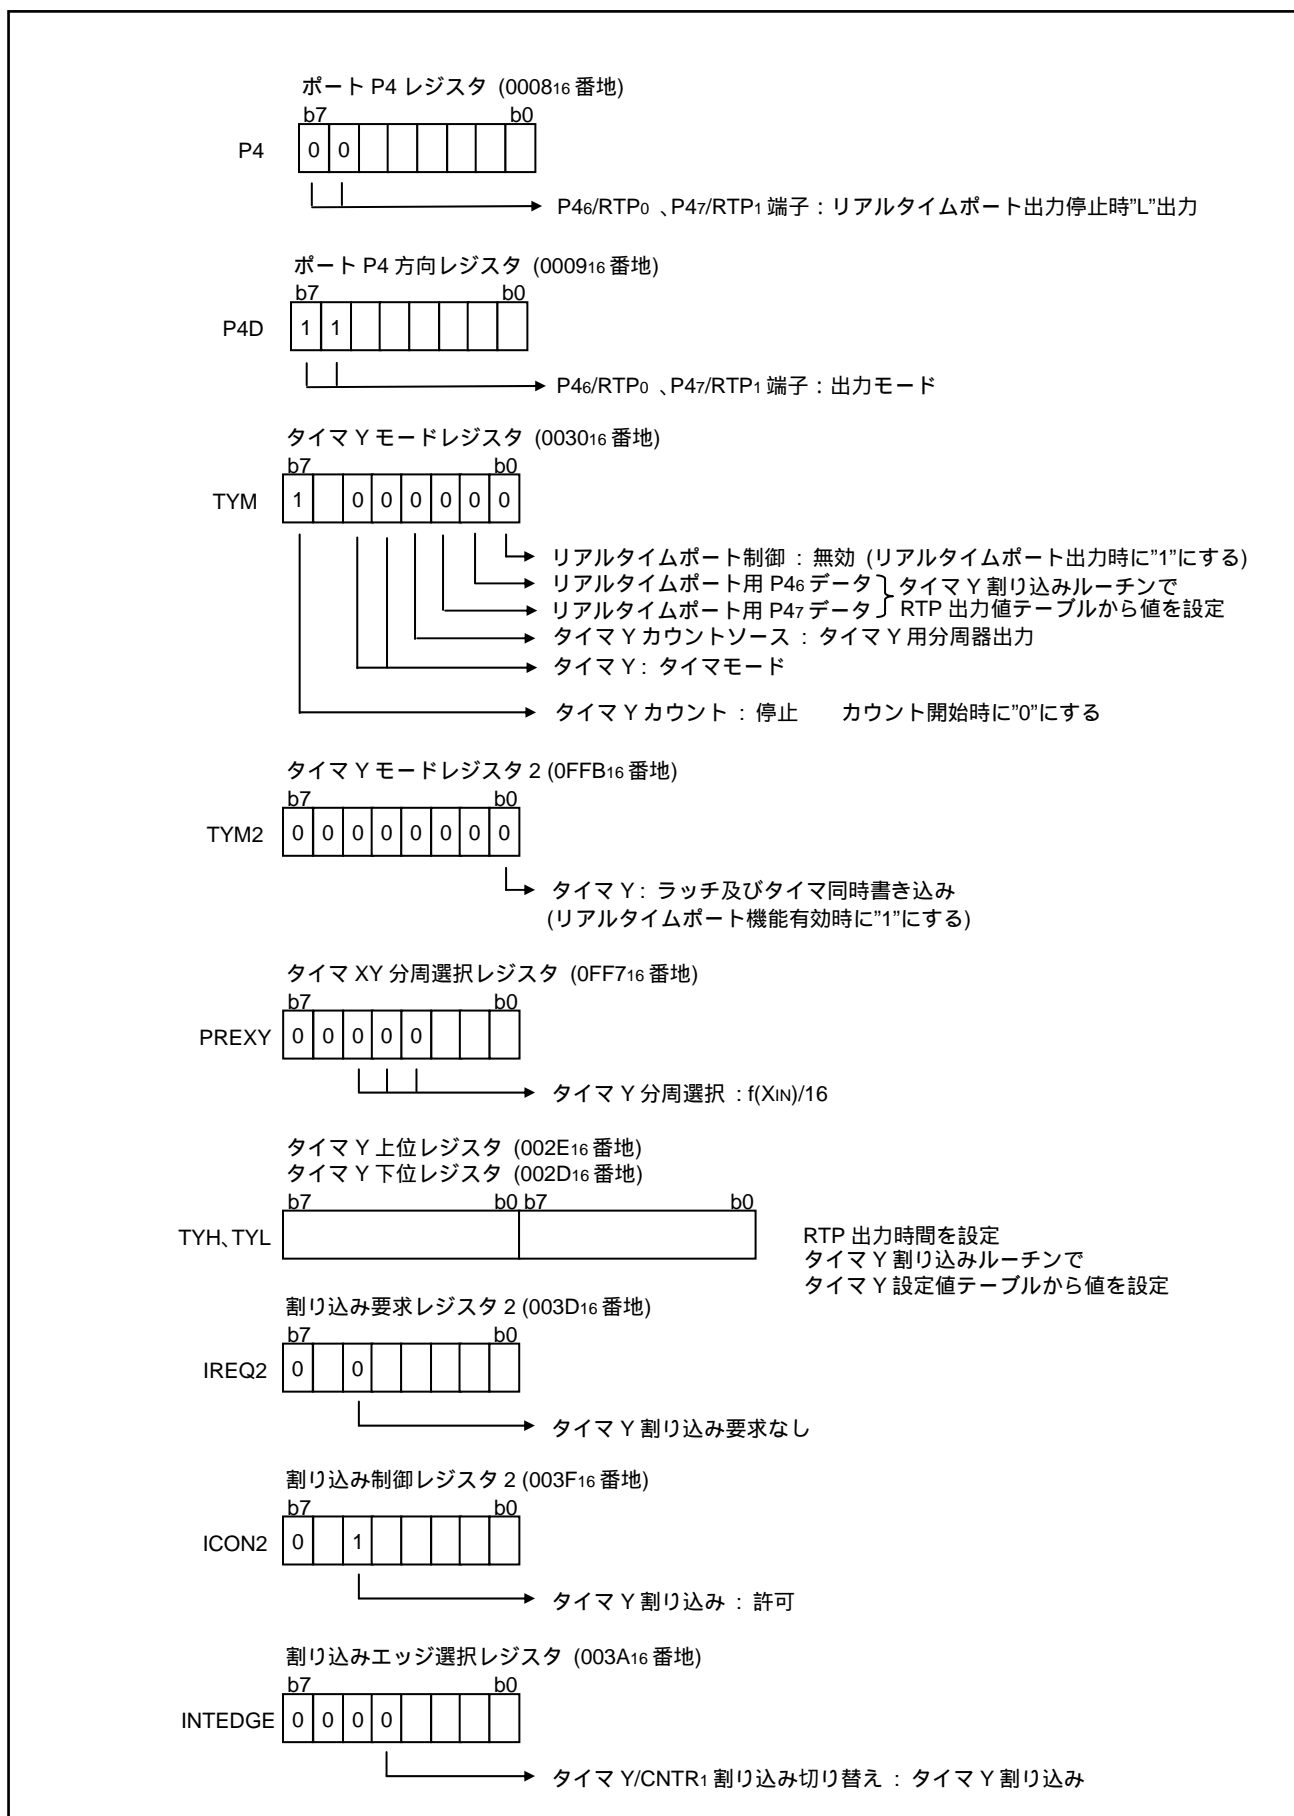 ポート P4 レジスタ (000816 番地)
b7 b0
P4 0 0
P46/RTP0 、P47/RTP1 端子：リアルタイムポート出力停止時”L”出力
ポート P4 方向レジスタ (000916 番地)
b7 b0
P4D 1 1
P46/RTP0 、P47/RTP1 端子：出力モード
タイマ Y モードレジスタ (003016 番地)
b7 b0
TYM 1 0 0 0 0 0 0
リアルタイムポート制御 : 無効 (リアルタイムポート出力時に”1”にする)
リアルタイムポート用 P46 データ タイマ Y 割り込みルーチンで
リアルタイムポート用 P47 データ RTP 出力値テーブルから値を設定
タイマ Y カウントソース : タイマ Y 用分周器出力
タイマ Y : タイマモード
タイマ Y カウント : 停止 カウント開始時に”0”にする
タイマ Y モードレジスタ 2 (0FFB16 番地)
b7 b0
TYM2 0 0 0 0 0 0 0 0
タイマ Y : ラッチ及びタイマ同時書き込み
(リアルタイムポート機能有効時に”1”にする)
タイマ XY 分周選択レジスタ (0FF716 番地)
b7 b0
PREXY 0 0 0 0 0
タイマ Y 分周選択 : f(XIN)/16
タイマ Y 上位レジスタ (002E16 番地)
タイマ Y 下位レジスタ (002D16 番地)
b7 b0 b7 b0
TYH、TYL RTP 出力時間を設定
タイマ Y 割り込みルーチンで
タイマ Y 設定値テーブルから値を設定
割り込み要求レジスタ 2 (003D16 番地)
b7 b0
IREQ2 0 0
タイマ Y 割り込み要求なし
割り込み制御レジスタ 2 (003F16 番地)
b7 b0
ICON2 0 1
タイマ Y 割り込み : 許可
割り込みエッジ選択レジスタ (003A16 番地)
b7 b0
INTEDGE 0 0 0 0
タイマ Y/CNTR1 割り込み切り替え : タイマ Y 割り込み